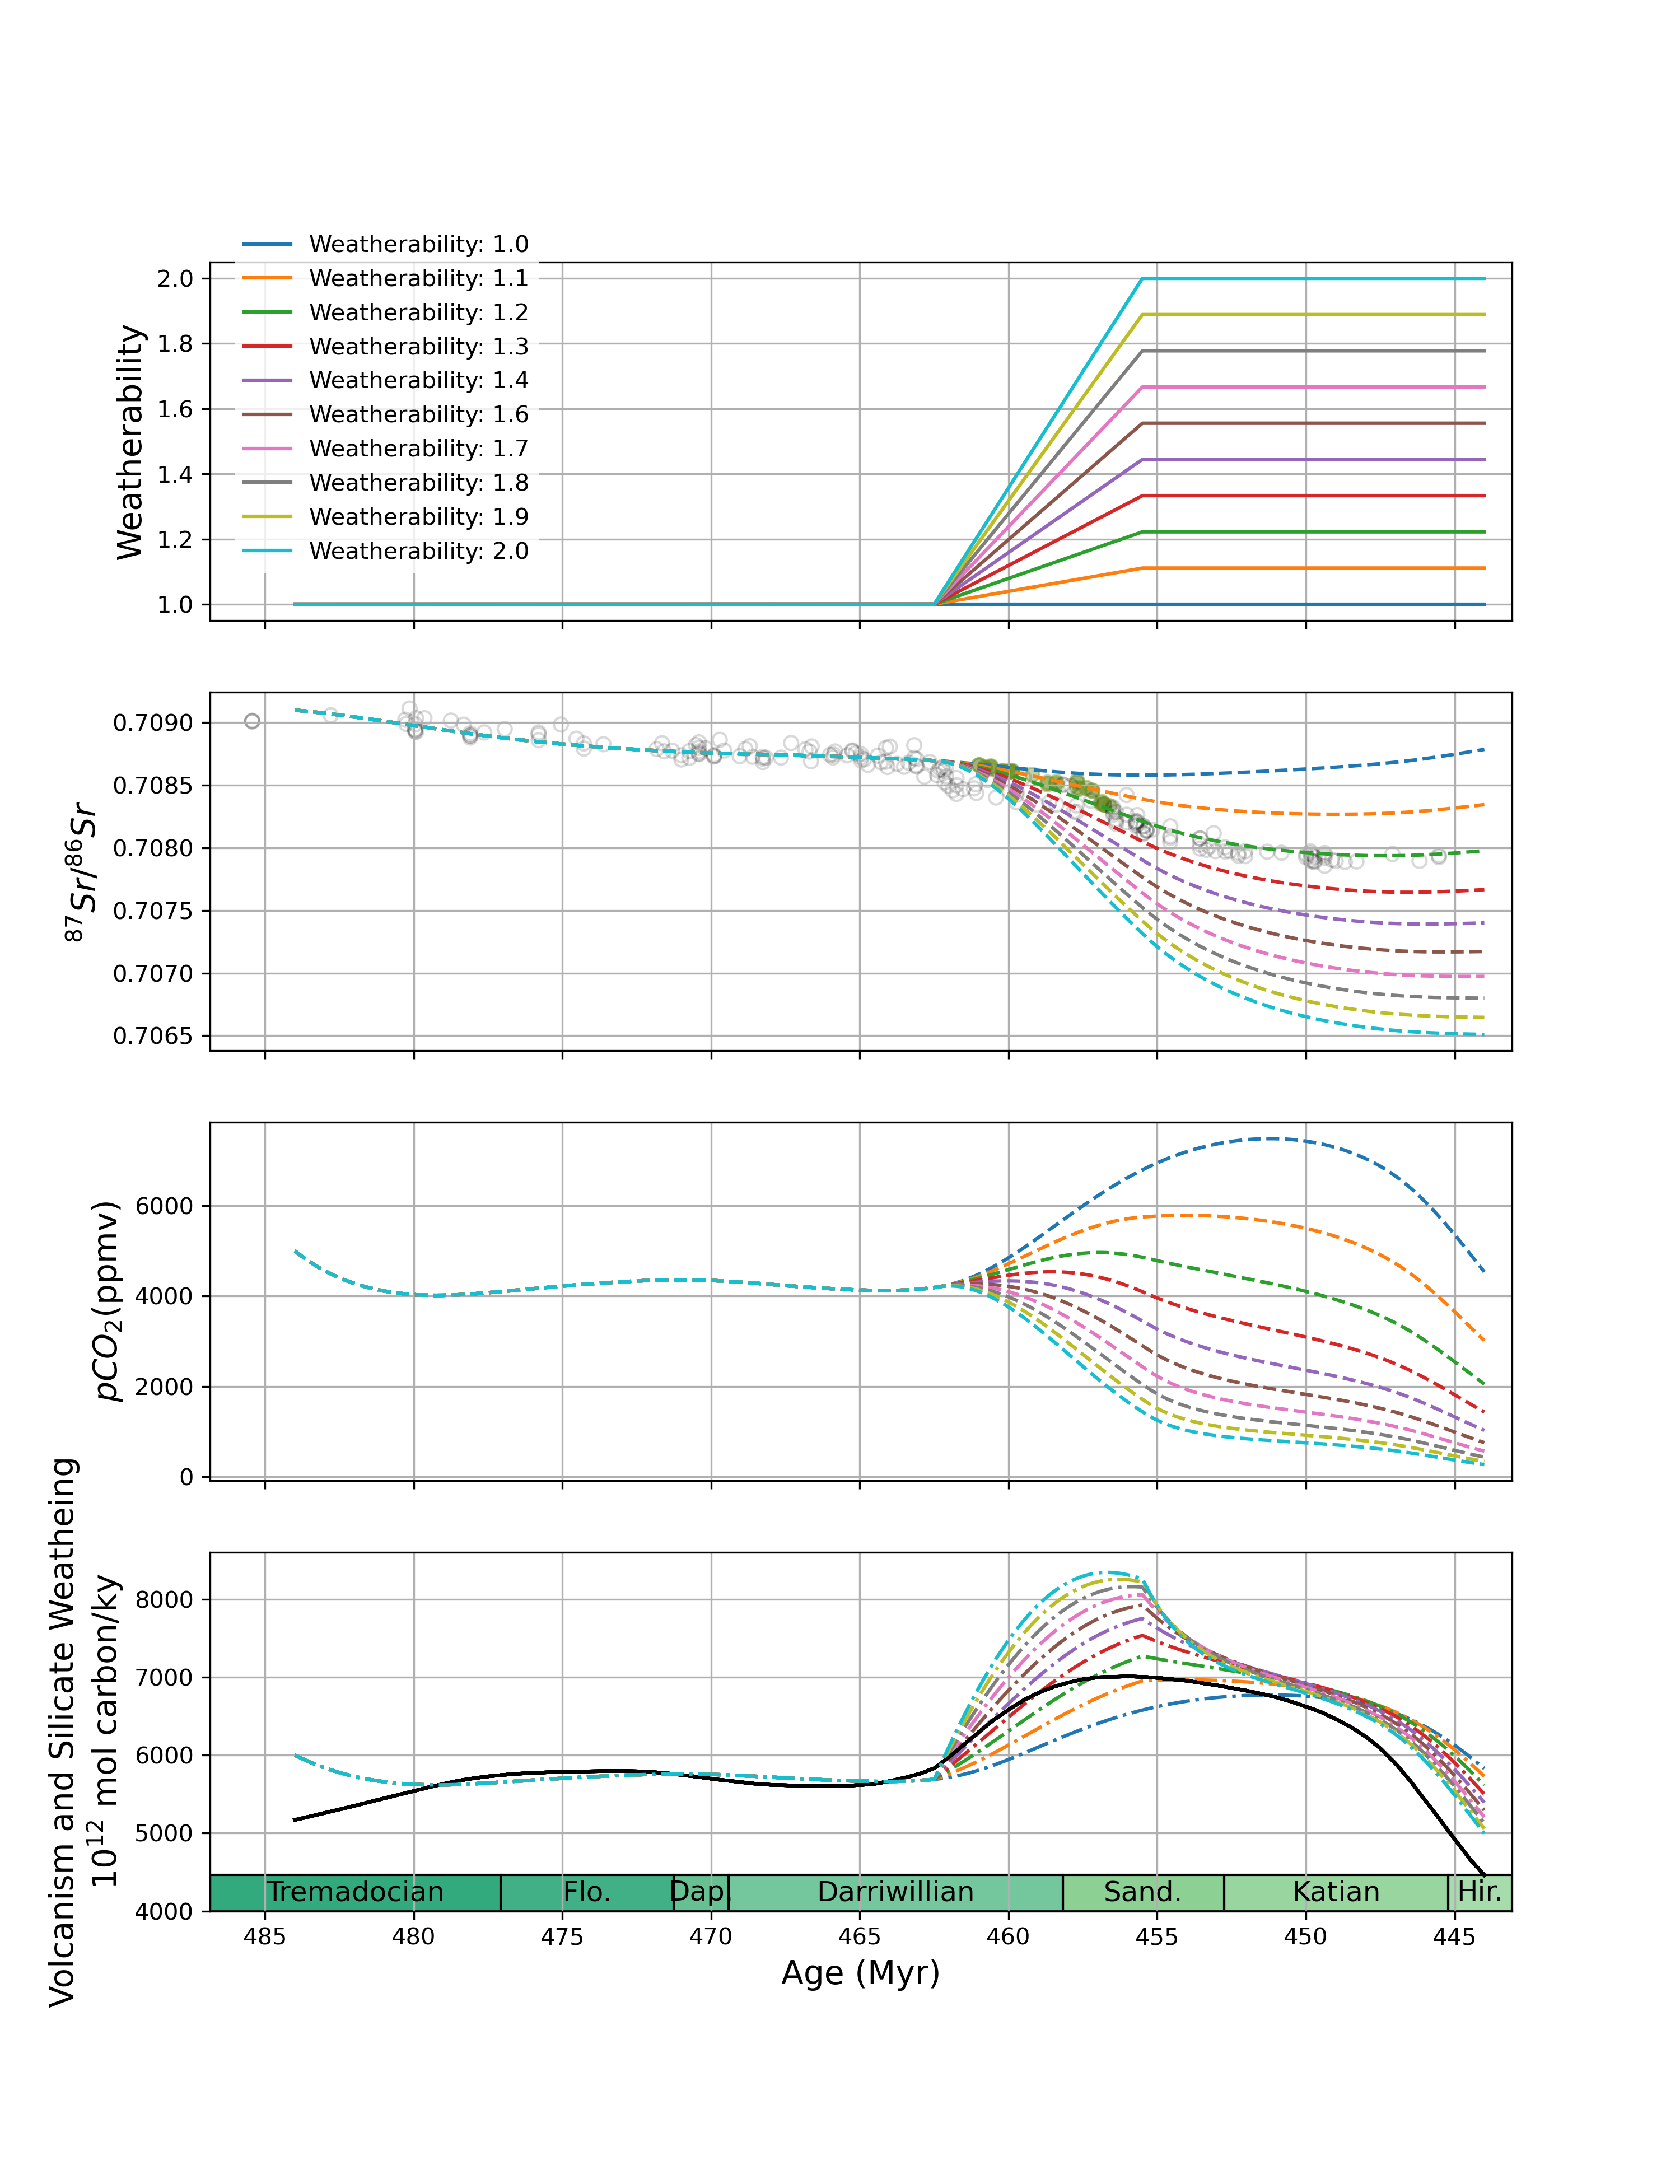 Weatherability: 1.0
Weatherability: 1.1
Weatherability: 1.2
Weatherability: 1.3
Weatherability: 1.4
Weatherability: 1.6
Weatherability: 1.7
Weatherability: 1.8
Weatherability: 1.9
Weatherability: 2.0
Weatherability
2.0
1.8
1.6
1.4
1.2
1.0
⁸⁷Sr/⁸⁶Sr
0.7090
0.7085
0.7080
0.7075
0.7070
0.7065
pCO₂(ppmv)
6000
4000
2000
0
Volcanism and Silicate Weatheing
10¹² mol carbon/ky
8000
7000
6000
5000
4000
Tremadocian Flo. Dap. Darriwillian Sand. Katian Hir.
485 480 475 470 465 460 455 450 445
Age (Myr)